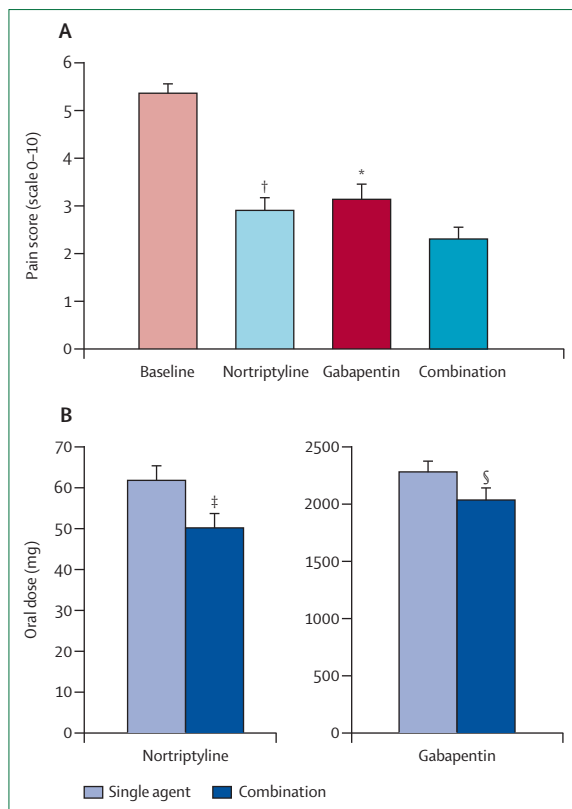 A
Pain score (scale 0–10)
6
5
4
3
2
1
0
†
*
Baseline
Nortriptyline
Gabapentin
Combination
B
Oral dose (mg)
70
60
50
40
30
20
10
0
‡
Nortriptyline
2500
2000
1500
1000
500
0
§
Gabapentin
Single agent
Combination